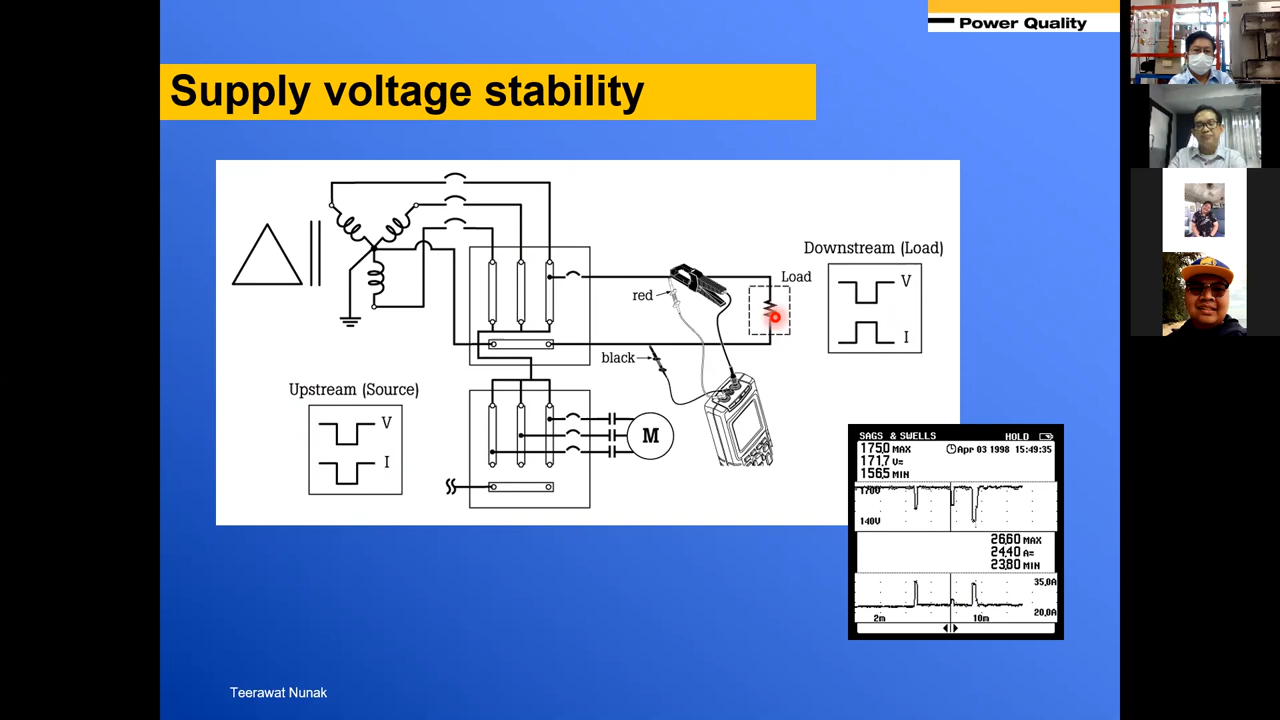 Power Quality
Supply voltage stability
Downstream (Load)
Load
V
red
I
black
Upstream (Source)
V
I
M
SAGS & SWELLS HOLD
175.0 MAX
Apr 03 1998 15:49:35
171.7 V≂
156.5 MIN
170V
140V
26.60 MAX
24.40 A≂
23.80 MIN
35.0A
20.0A
2m 10m
Teerawat Nunak